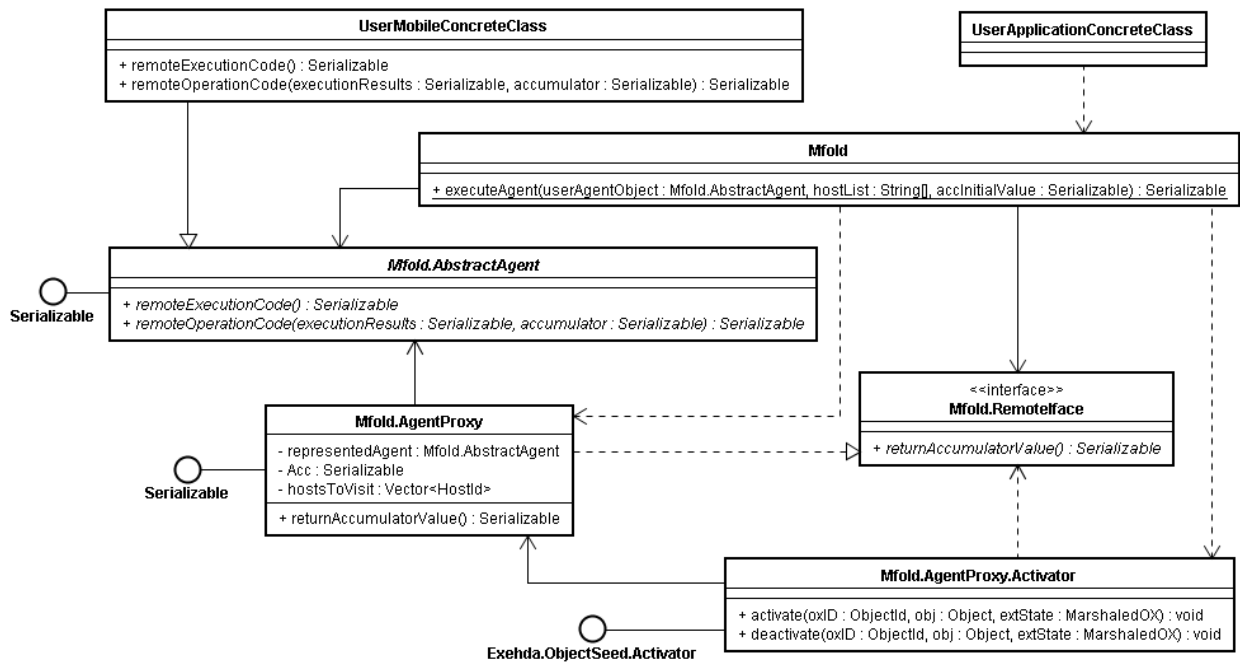 UserMobileConcreteClass
+ remoteExecutionCode() : Serializable
+ remoteOperationCode(executionResults : Serializable, accumulator : Serializable) : Serializable
UserApplicationConcreteClass
Mfold
+ executeAgent(userAgentObject : Mfold.AbstractAgent, hostList : String[], accInitialValue : Serializable) : Serializable
Mfold.AbstractAgent
+ remoteExecutionCode() : Serializable
+ remoteOperationCode(executionResults : Serializable, accumulator : Serializable) : Serializable
Serializable
<<interface>>
Mfold.RemoteIface
+ returnAccumulatorValue() : Serializable
Mfold.AgentProxy
- representedAgent : Mfold.AbstractAgent
- Acc : Serializable
- hostsToVisit : Vector<HostId>
+ returnAccumulatorValue() : Serializable
Serializable
Mfold.AgentProxy.Activator
+ activate(oxID : ObjectId, obj : Object, extState : MarshaledOX) : void
+ deactivate(oxID : ObjectId, obj : Object, extState : MarshaledOX) : void
Exehda.ObjectSeed.Activator